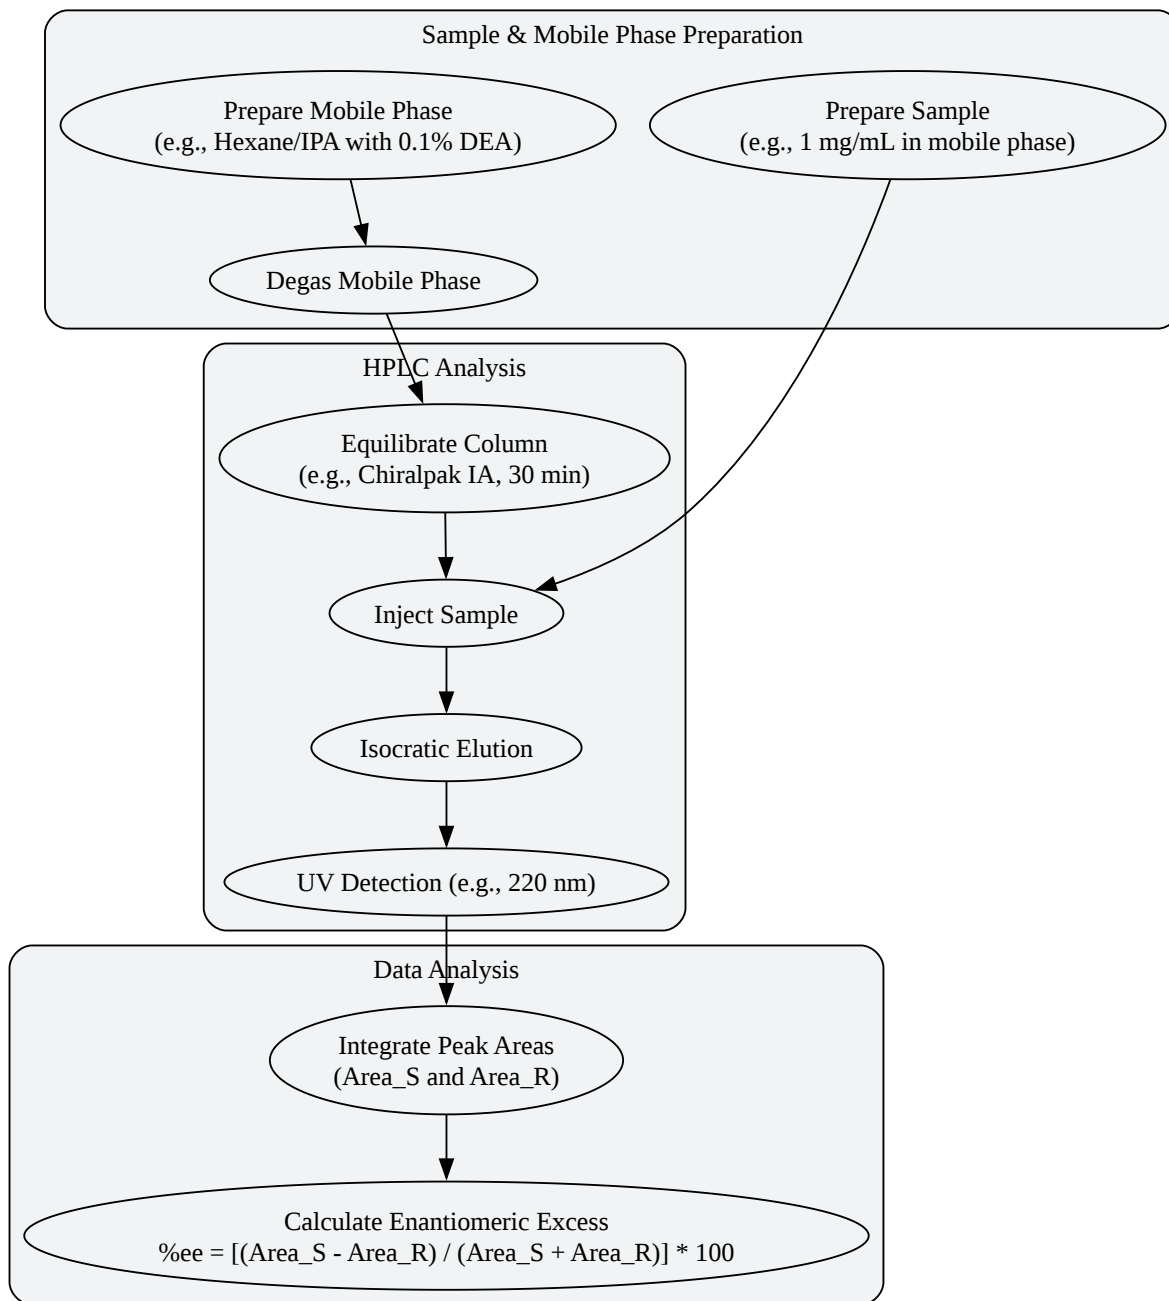 Sample & Mobile Phase Preparation
Prepare Mobile Phase
(e.g., Hexane/IPA with 0.1% DEA)
Prepare Sample
(e.g., 1 mg/mL in mobile phase)
Degas Mobile Phase
HPLC Analysis
Equilibrate Column
(e.g., Chiralpak IA, 30 min)
Inject Sample
Isocratic Elution
UV Detection (e.g., 220 nm)
Data Analysis
Integrate Peak Areas
(Area_S and Area_R)
Calculate Enantiomeric Excess
%ee = [(Area_S - Area_R) / (Area_S + Area_R)] * 100